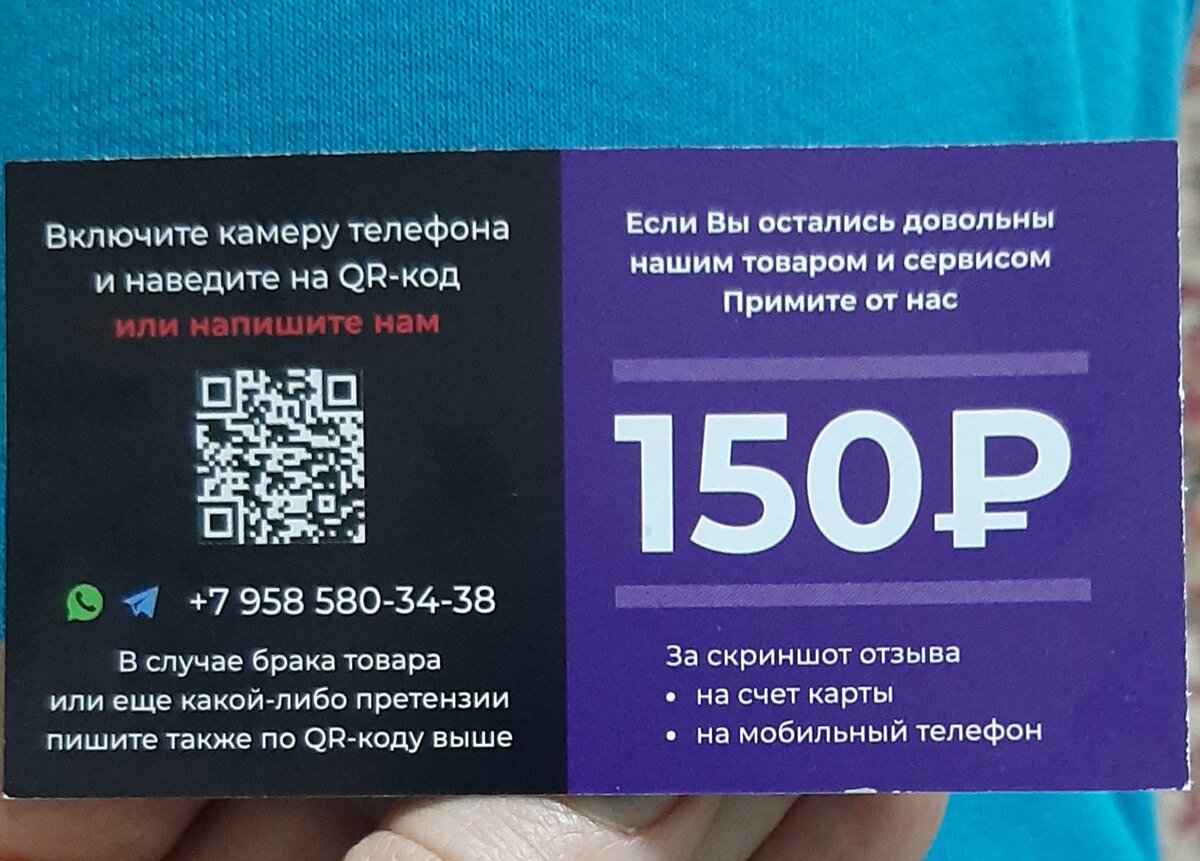 Включите камеру телефона
и наведите на QR-код
или напишите нам
+7 958 580-34-38
В случае брака товара
или еще какой-либо претензии
пишите также по QR-коду выше
Если Вы остались довольны
нашим товаром и сервисом
Примите от нас
150₽
За скриншот отзыва
• на счет карты
• на мобильный телефон